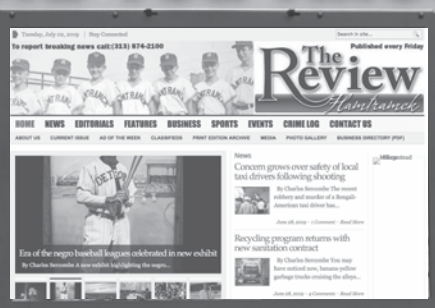 Tuesday, July 02, 2019 | Stay Connected
Search in site...
To report breaking news call:(313) 874-2100
Published every Friday
The
Review
Hamtramck
HOME NEWS EDITORIALS FEATURES BUSINESS SPORTS EVENTS CRIME LOG CONTACT US
ABOUT US CURRENT ISSUE AD OF THE WEEK CLASSIFIEDS PRINT EDITION ARCHIVE MEDIA PHOTO GALLERY BUSINESS DIRECTORY (PDF)
DETROIT
Era of the negro baseball leagues celebrated in new exhibit
By Charles Sercombe A new exhibit highlighting the negro...
News
Concern grows over safety of local
taxi drivers following shooting
By Charles Sercombe The recent
robbery and murder of a Bengali-
American taxi driver has...
June 28, 2019 - 1 Comment - Read More
Recycling program returns with
new sanitation contract
By Charles Sercombe You may
have noticed new, banana-yellow
garbage trucks cruising the alleys...
June 28, 2019 - 4 Comments - Read More